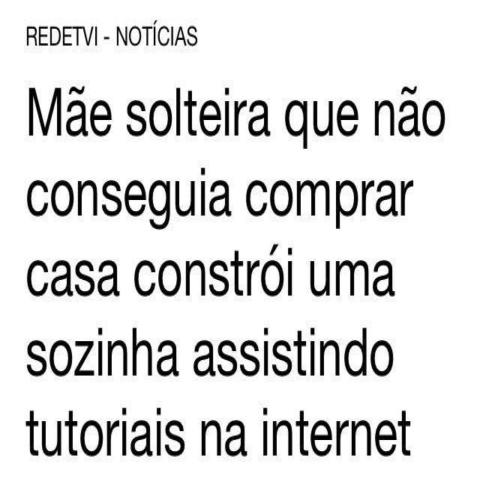 REDETVI - NOTÍCIAS
Mãe solteira que não
conseguia comprar
casa constrói uma
sozinha assistindo
tutoriais na internet